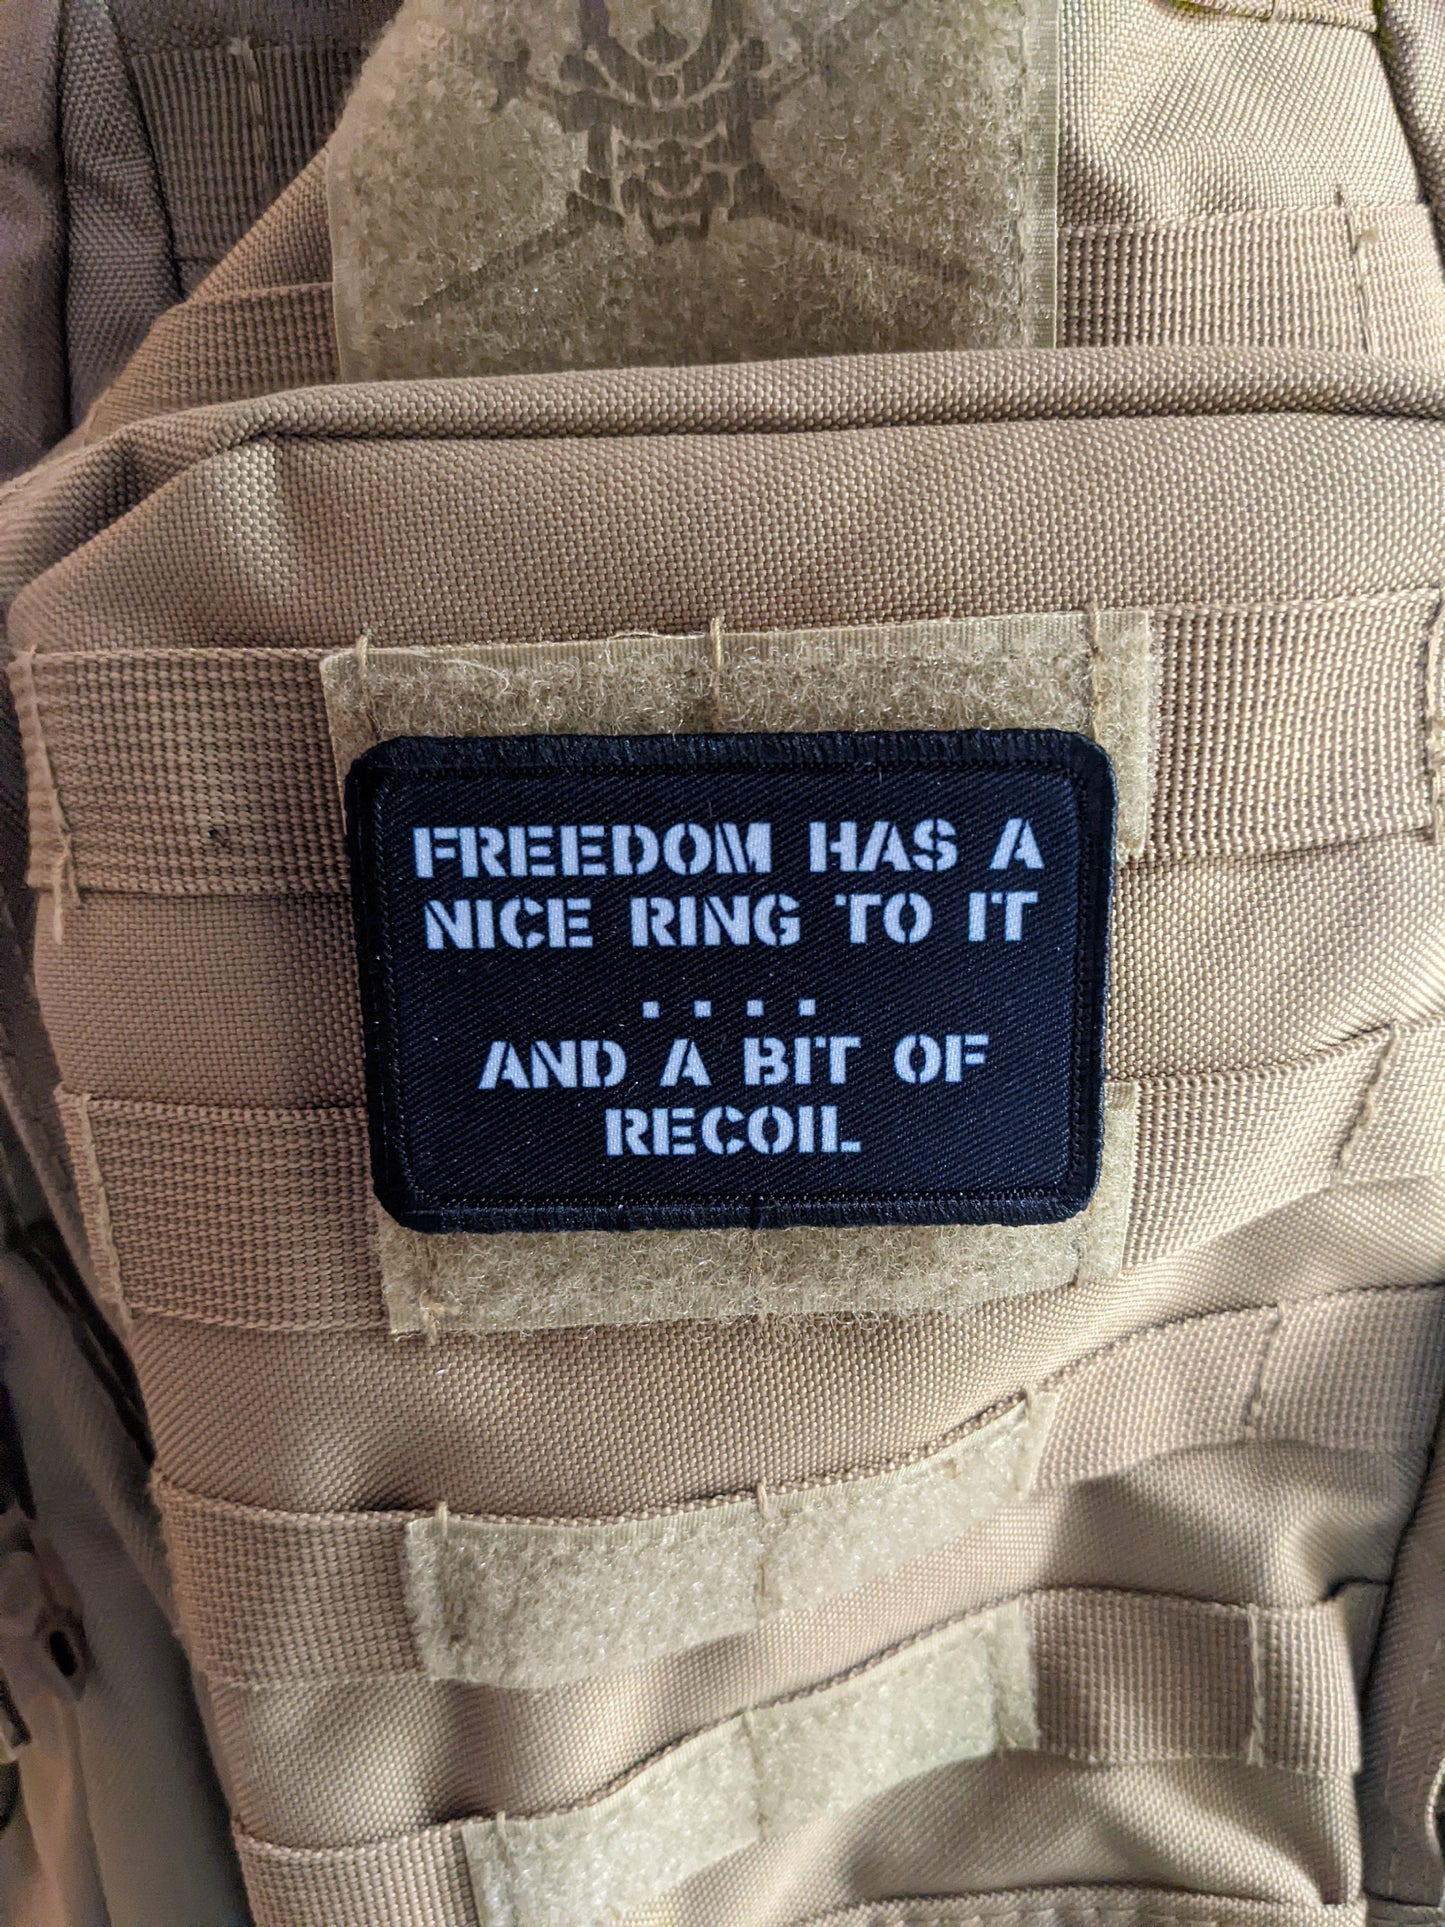 FREEDOM HAS A
NICE RING TO IT
....
AND A BIT OF
RECOIL